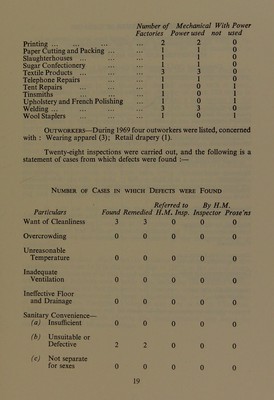 Number of Mechanical With Power
Factories Power used not used
Printing ... ... ... ... 2 2 0
Paper Cutting and Packing ... ... 1 1 0
Slaughterhouses ... ... ... 1 1 0
Sugar Confectionery ... ... 1 1 0
Textile Products ... ... ... 3 3 0
Telephone Repairs ... ... 1 1 0
Tent Repairs ... ... ... 1 0 1
Tinsmiths ... ... ... 1 0 1
Upholstery and French Polishing ... 1 0 1
Welding ... ... ... ... 3 3 0
Wool Staplers ... ... ... 1 0 1
OUTWORKERS—During 1969 four outworkers were listed, concerned
with : Wearing apparel (3); Retail drapery (1).
Twenty-eight inspections were carried out, and the following is a
statement of cases from which defects were found :—
NUMBER OF CASES IN WHICH DEFECTS WERE FOUND
Referred to By H.M.
Particulars Found Remedied H.M. Insp. Inspector Prose'ns
Want of Cleanliness 3 3 0 0 0
Overcrowding 0 0 0 0 0
Unreasonable
Temperature 0 0 0 0 0
Inadequate
Ventilation 0 0 0 0 0
Ineffective Floor
and Drainage 0 0 0 0 0
Sanitary Convenience—
(a) Insufficient 0 0 0 0 0
(b) Unsuitable or
Defective 2 2 0 0 0
(c) Not separate
for sexes 0 0 0 0 0
19